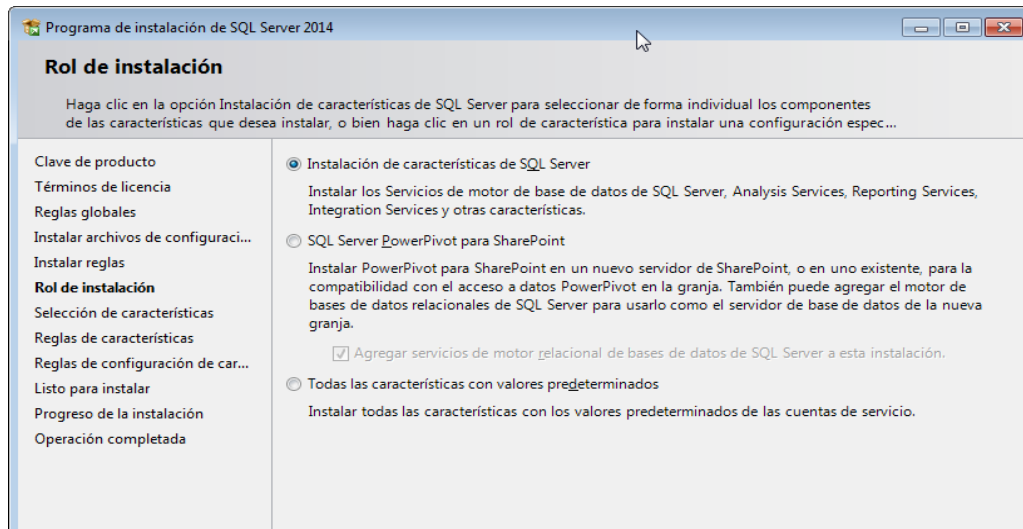 Programa de instalación de SQL Server 2014
Rol de instalación
Haga clic en la opción Instalación de características de SQL Server para seleccionar de forma individual los componentes
de las características que desea instalar, o bien haga clic en un rol de característica para instalar una configuración espec...
Clave de producto
Términos de licencia
Reglas globales
Instalar archivos de configuraci...
Instalar reglas
Rol de instalación
Selección de características
Reglas de características
Reglas de configuración de car...
Listo para instalar
Progreso de la instalación
Operación completada
Instalación de características de SQL Server
Instalar los Servicios de motor de base de datos de SQL Server, Analysis Services, Reporting Services,
Integration Services y otras características.
SQL Server PowerPivot para SharePoint
Instalar PowerPivot para SharePoint en un nuevo servidor de SharePoint, o en uno existente, para la
compatibilidad con el acceso a datos PowerPivot en la granja. También puede agregar el motor de
bases de datos relacionales de SQL Server para usarlo como el servidor de base de datos de la nueva
granja.
Agregar servicios de motor relacional de bases de datos de SQL Server a esta instalación.
Todas las características con valores predeterminados
Instalar todas las características con los valores predeterminados de las cuentas de servicio.